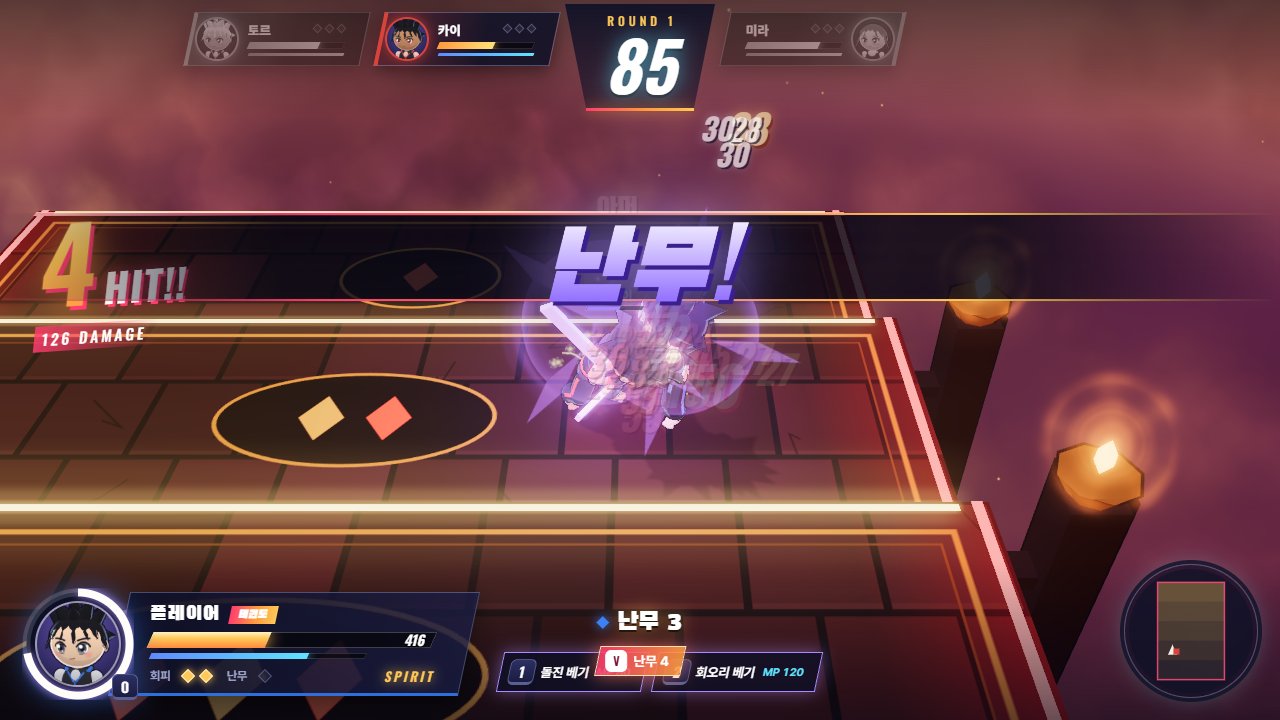 토르
카이
ROUND 1
85
미라
3028
30
난무!
4 HIT!!
126 DAMAGE
플레이어
416
회피
난무
SPIRIT
0
난무 3
1 돌진 베기
V 난무 4
회오리 베기 MP 120